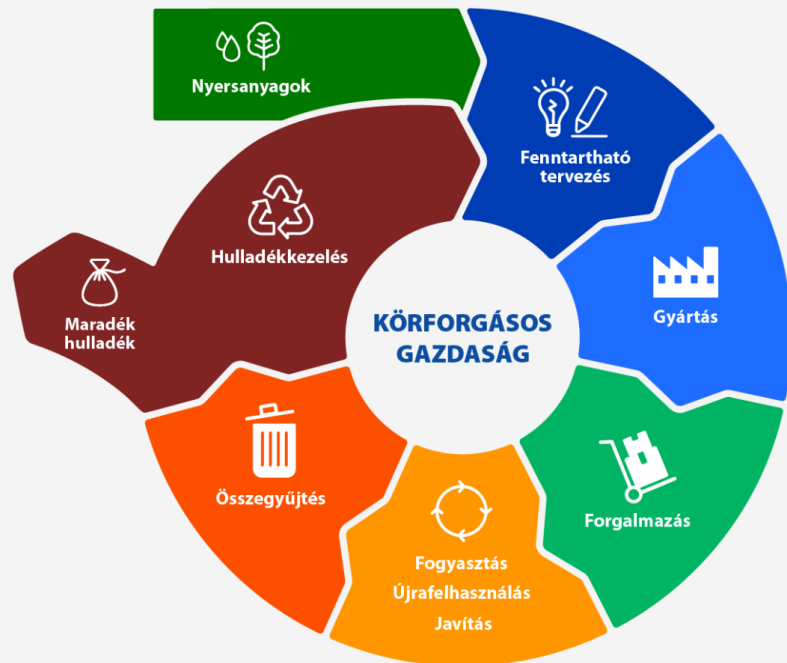 Nyersanyagok
Fenntartható
tervezés
Gyártás
Forgalmazás
Fogyasztás
Újrafelhasználás
Javítás
Összegyűjtés
Hulladékkezelés
Maradék
hulladék
KÖRFORGÁSOS
GAZDASÁG